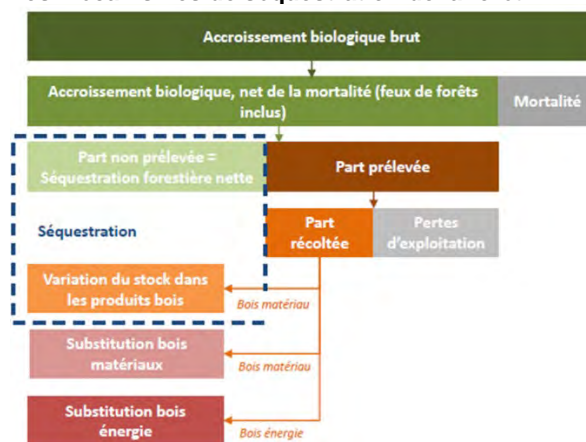 Accroissement biologique brut
Accroissement biologique, net de la mortalité (feux de forêts
inclus)
Mortalité
Part non prélevée =
Séquestration forestière nette
Part prélevée
Séquestration
Part
récoltée
Pertes
d'exploitation
Variation du stock dans
les produits bois
Bois matériau
Substitution bois
matériaux
Bois matériau
Substitution bois
énergie
Bois énergie